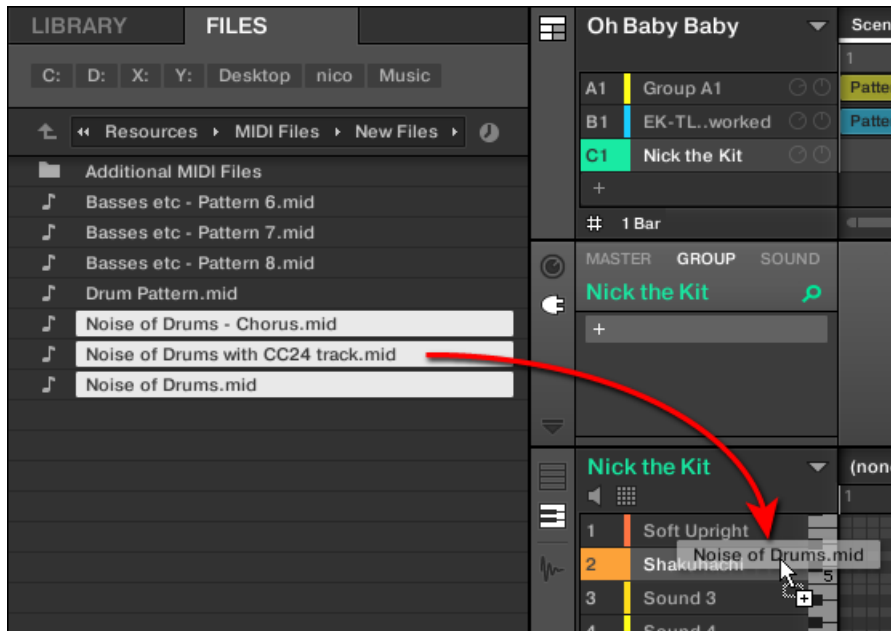 LIBRARY FILES
C: D: X: Y: Desktop nico Music
Resources MIDI Files New Files
Additional MIDI Files
Basses etc - Pattern 6.mid
Basses etc - Pattern 7.mid
Basses etc - Pattern 8.mid
Drum Pattern.mid
Noise of Drums - Chorus.mid
Noise of Drums with CC24 track.mid
Noise of Drums.mid
Oh Baby Baby
A1 Group A1
B1 EK-TL..worked
C1 Nick the Kit
+
1 Bar
Scen
1
Patte
Patte
MASTER GROUP SOUND
Nick the Kit
+
Nick the Kit
(non
1
1 Soft Upright
2 Shakuhachi
Noise of Drums.mid
5
3 Sound 3
4 Sound 4